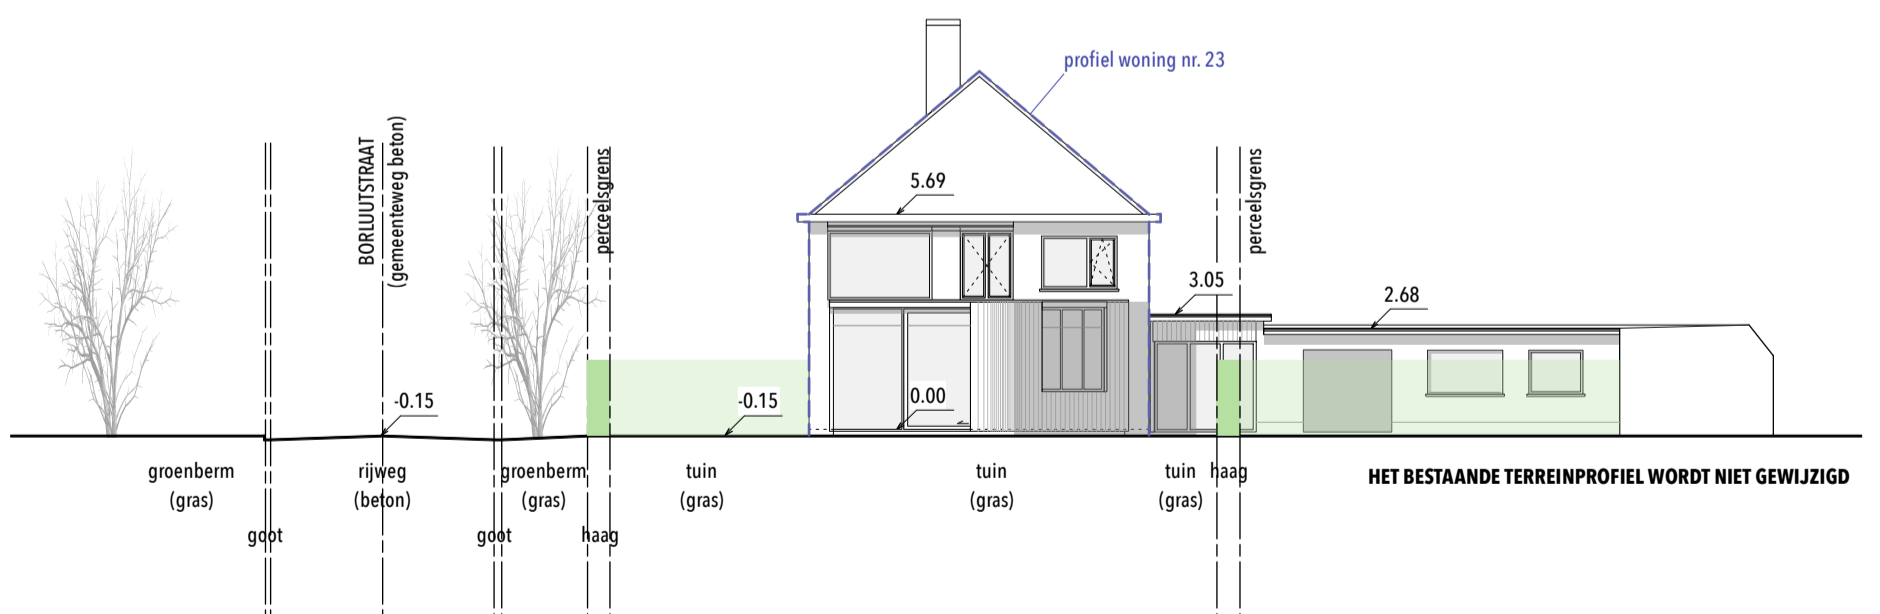 profiel woning nr. 23
BORLUUTSTRAAT
(gemeenteweg beton)
perceelsgrens
perceelsgrens
5.69
3.05
2.68
-0.15
-0.15
0.00
groenberm
(gras)
goot
rijweg
(beton)
goot
groenberm
(gras)
haag
tuin
(gras)
tuin
(gras)
tuin
(gras)
haag
HET BESTAANDE TERREINPROFIEL WORDT NIET GEWIJZIGD